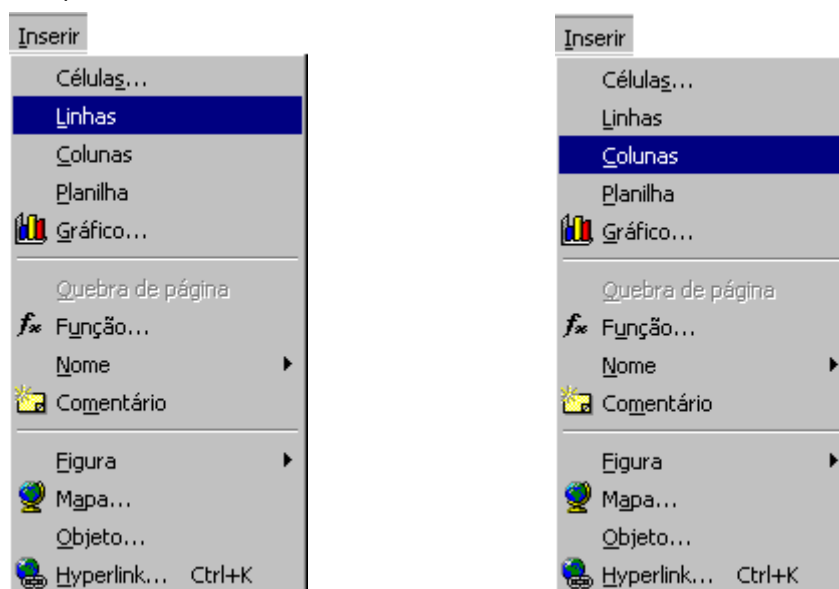 Inserir
Células...
Linhas
Colunas
Planilha
Gráfico...
Quebra de página
Função...
Nome
Comentário
Figura
Mapa...
Objeto...
Hyperlink... Ctrl+K
Inserir
Células...
Linhas
Colunas
Planilha
Gráfico...
Quebra de página
Função...
Nome
Comentário
Figura
Mapa...
Objeto...
Hyperlink... Ctrl+K